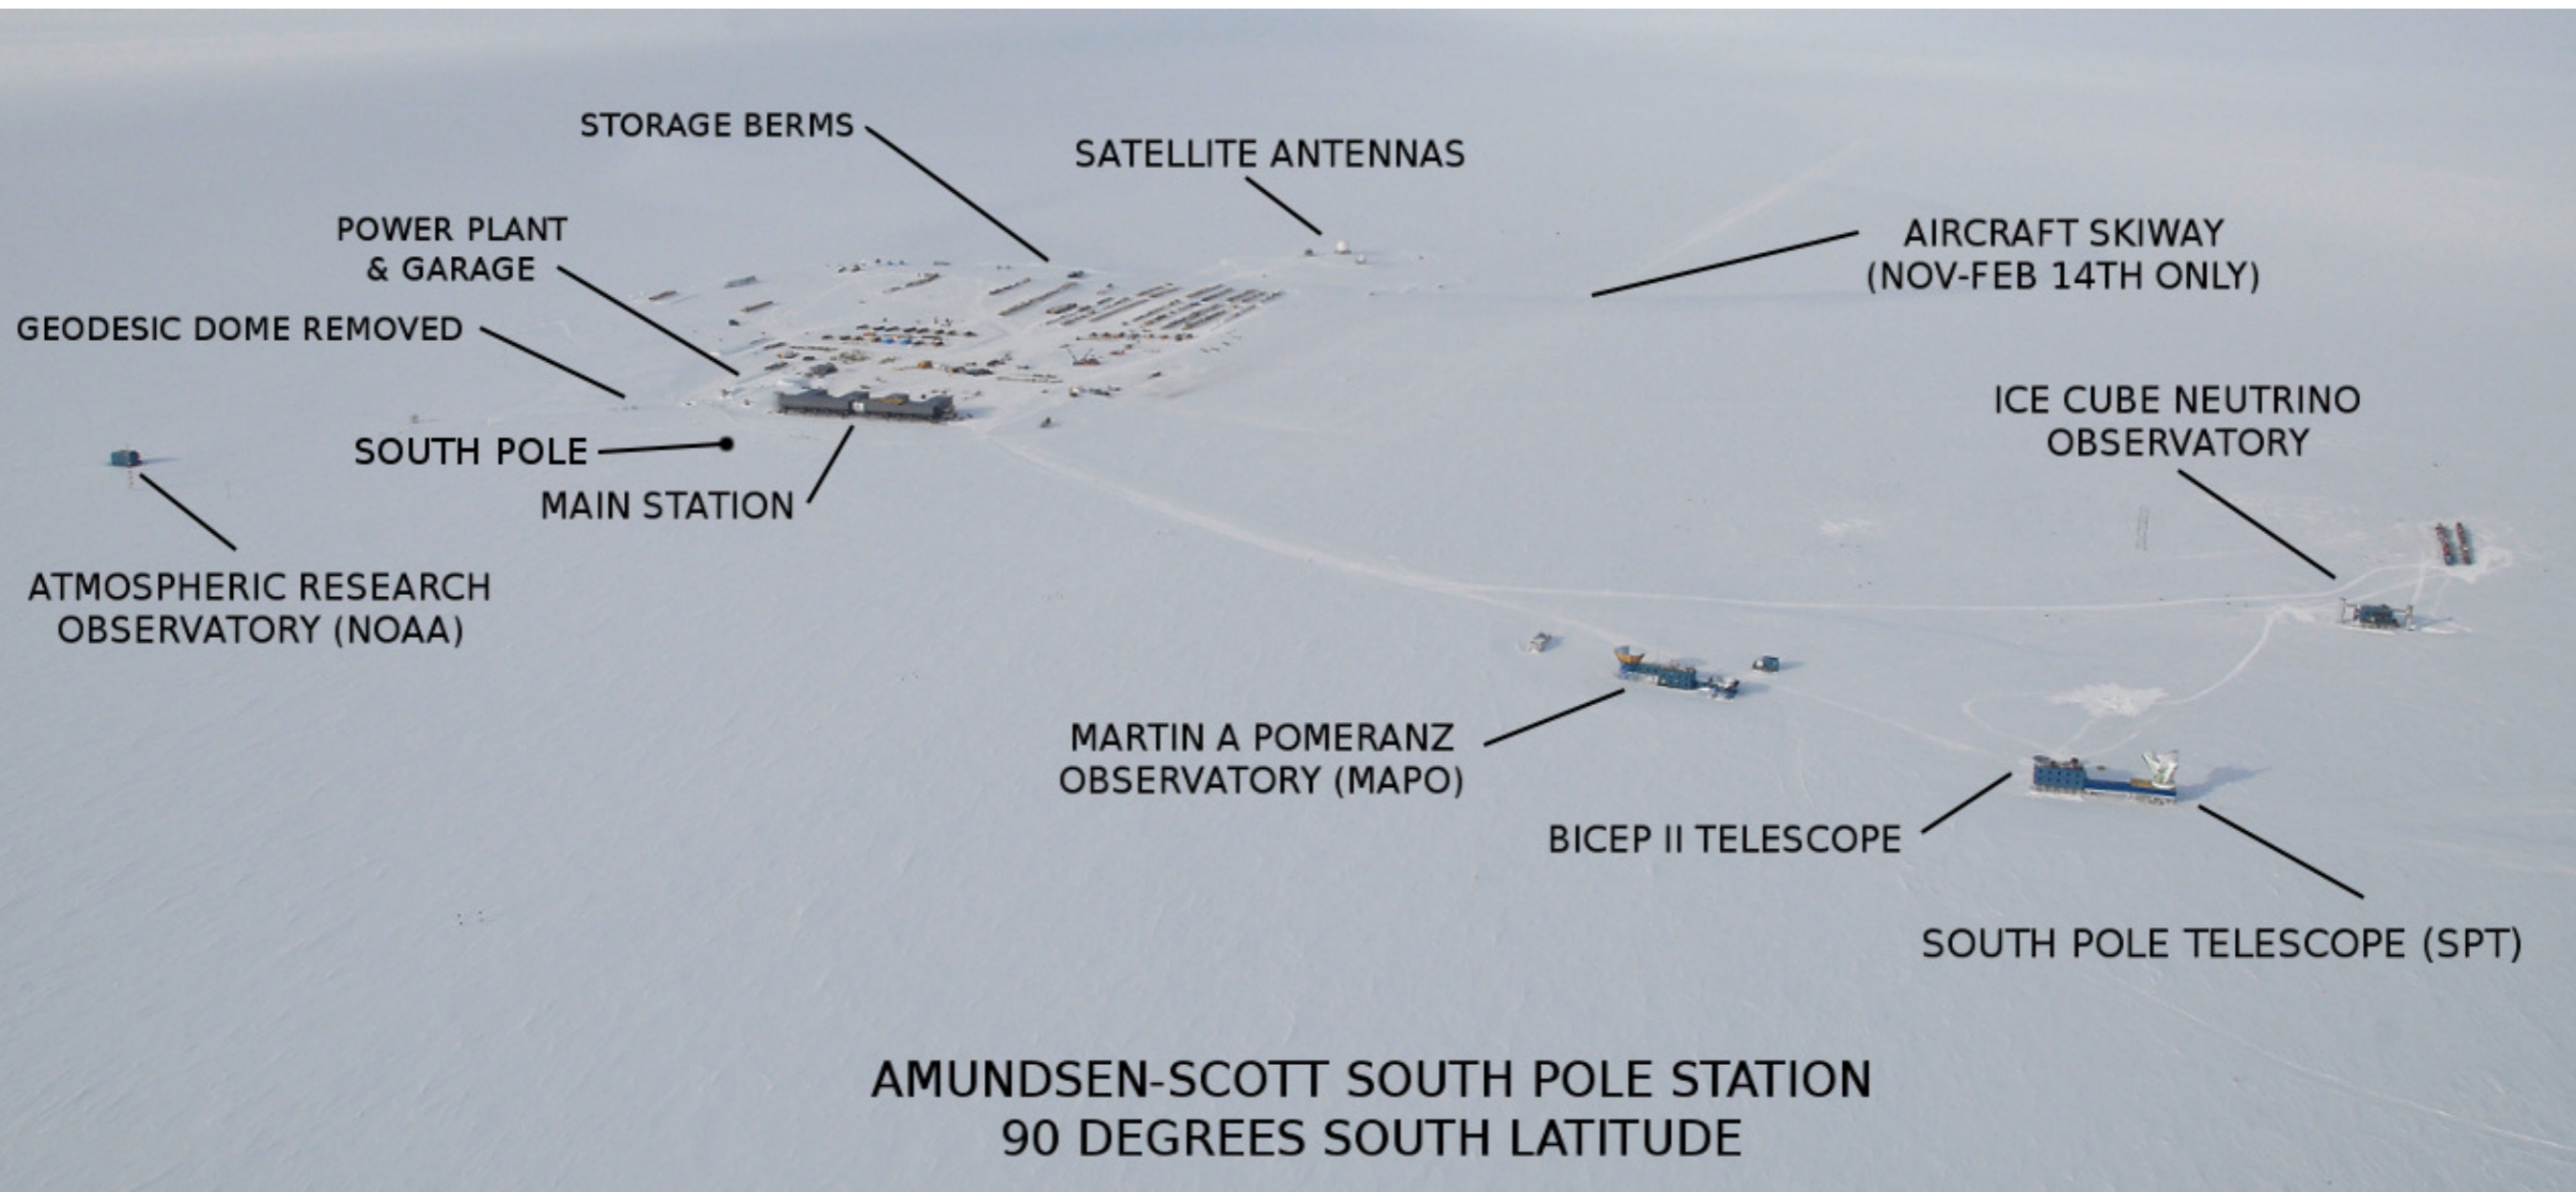 STORAGE BERMS
SATELLITE ANTENNAS
POWER PLANT
& GARAGE
AIRCRAFT SKIWAY
(NOV-FEB 14TH ONLY)
GEODESIC DOME REMOVED
ICE CUBE NEUTRINO
OBSERVATORY
SOUTH POLE
MAIN STATION
ATMOSPHERIC RESEARCH
OBSERVATORY (NOAA)
MARTIN A POMERANZ
OBSERVATORY (MAPO)
BICEP II TELESCOPE
SOUTH POLE TELESCOPE (SPT)
AMUNDSEN-SCOTT SOUTH POLE STATION
90 DEGREES SOUTH LATITUDE